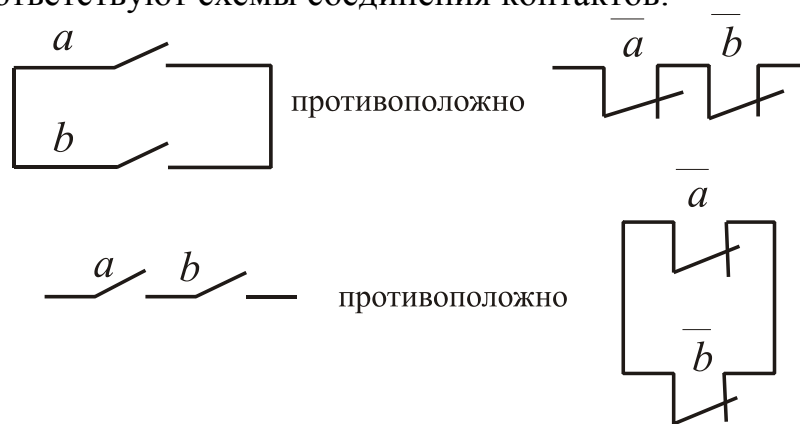 ответствуют схемы соединения контактов:
a
b
противоположно
a̅ b̅
a b
противоположно
a̅
b̅